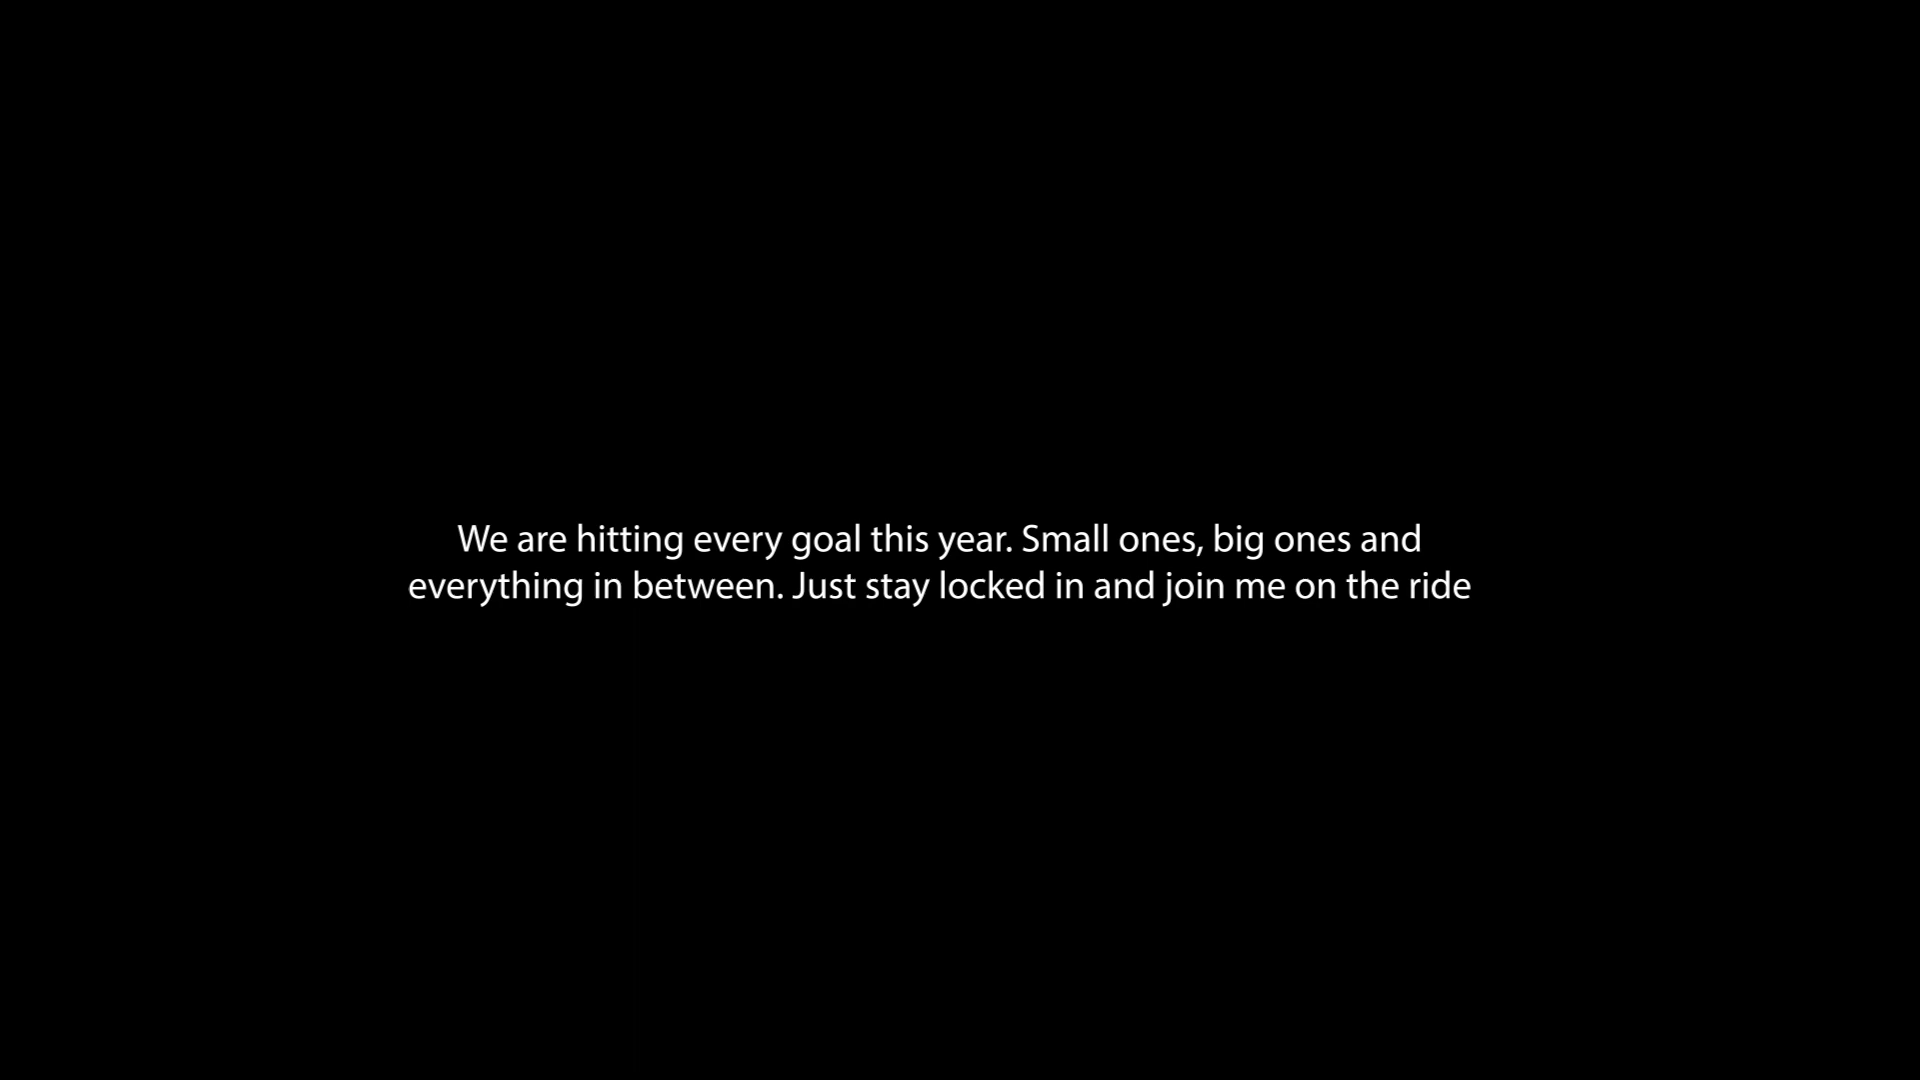 We are hitting every goal this year. Small ones, big ones and
everything in between. Just stay locked in and join me on the ride